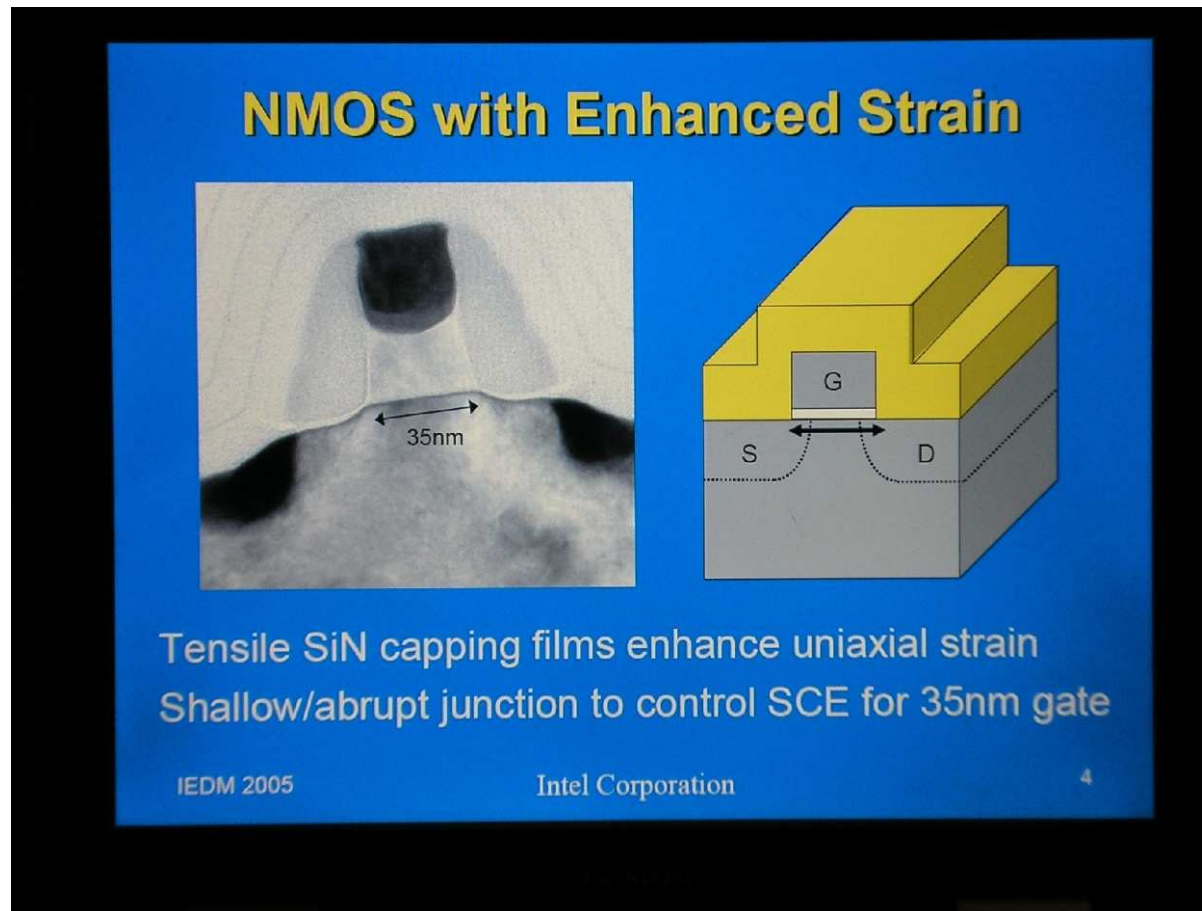 NMOS with Enhanced Strain
35nm
G
S
D
Tensile SiN capping films enhance uniaxial strain
Shallow/abrupt junction to control SCE for 35nm gate
IEDM 2005
Intel Corporation
4